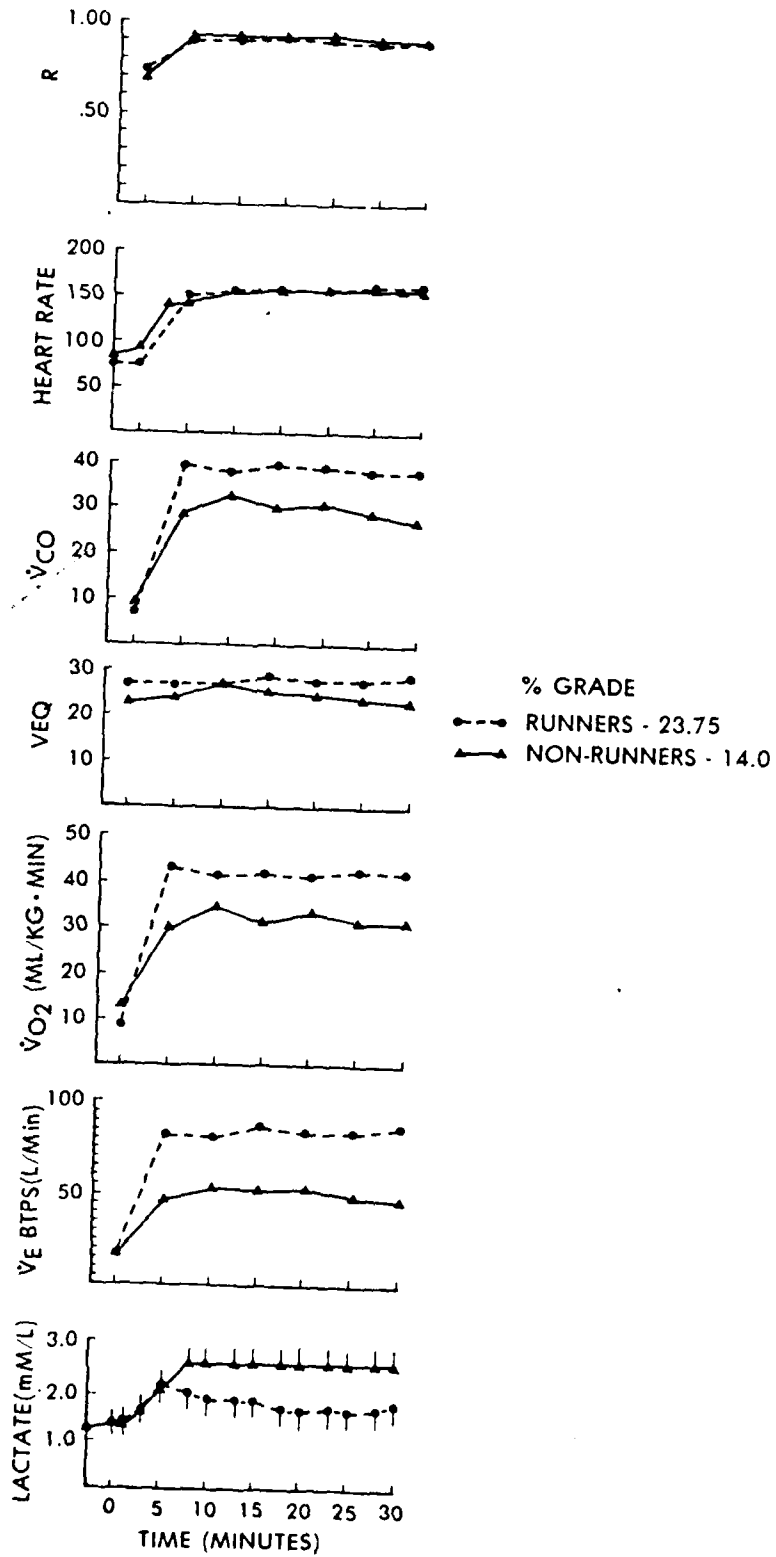 1.00
.50
R
200
150
100
50
HEART RATE
40
30
20
10
V̇CO
30
20
10
VEQ
% GRADE
RUNNERS - 23.75
NON-RUNNERS - 14.0
50
40
30
20
10
V̇O2 (ML/KG·MIN)
100
50
V̇E BTPS(L/Min)
3.0
2.0
1.0
LACTATE(mM/L)
0 5 10 15 20 25 30
TIME (MINUTES)